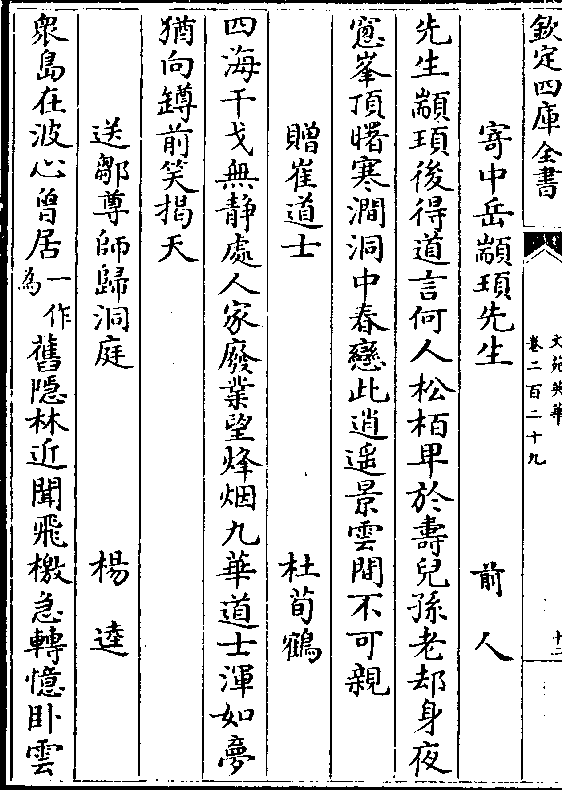 欽定四庫全書
文苑英華
卷二百二十九
十二
寄中岳顓頊先生 前人
先生顓頊後得道言何人松栢卑於壽兒孫老却身夜
窻峯頂曙寒澗洞中春戀此逍遥景雲間不可親
贈崔道士 杜荀鶴
四海干戈無静處人家廢業望烽烟九華道士渾如夢
猶向罇前笑揭天
送鄒尊師歸洞庭 楊逵
衆島在波心曾居一作為舊隱林近聞飛檄急轉憶卧雲